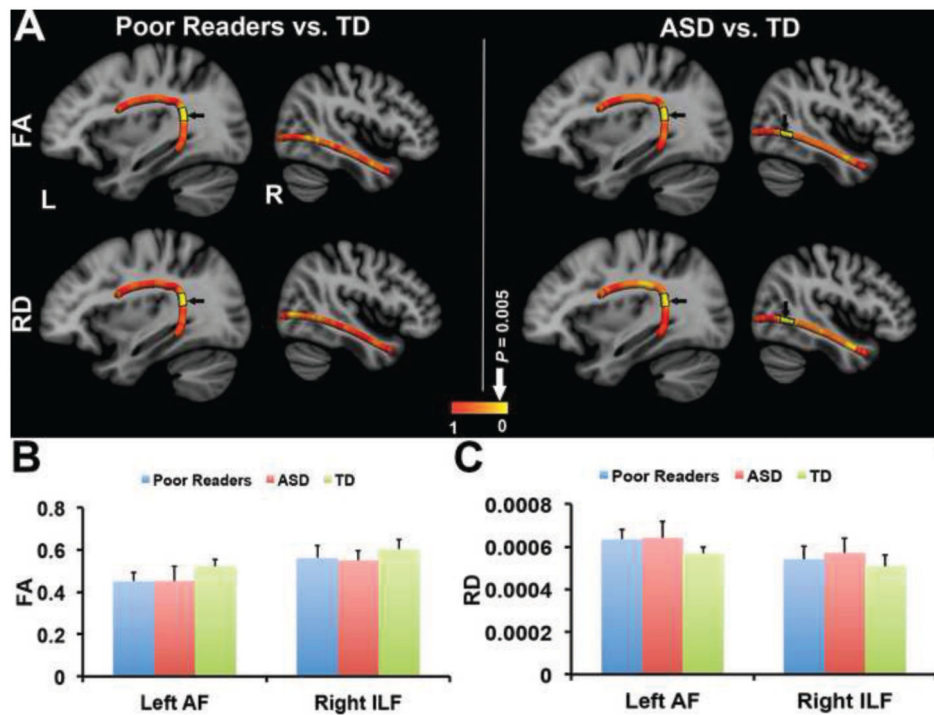 A
Poor Readers vs. TD
ASD vs. TD
FA
L
R
RD
P = 0.005
1
0
B
Poor Readers ASD TD
0.8
0.6
0.4
0.2
0
FA
Left AF
Right ILF
C
Poor Readers ASD TD
0.0008
0.0006
0.0004
0.0002
0
RD
Left AF
Right ILF